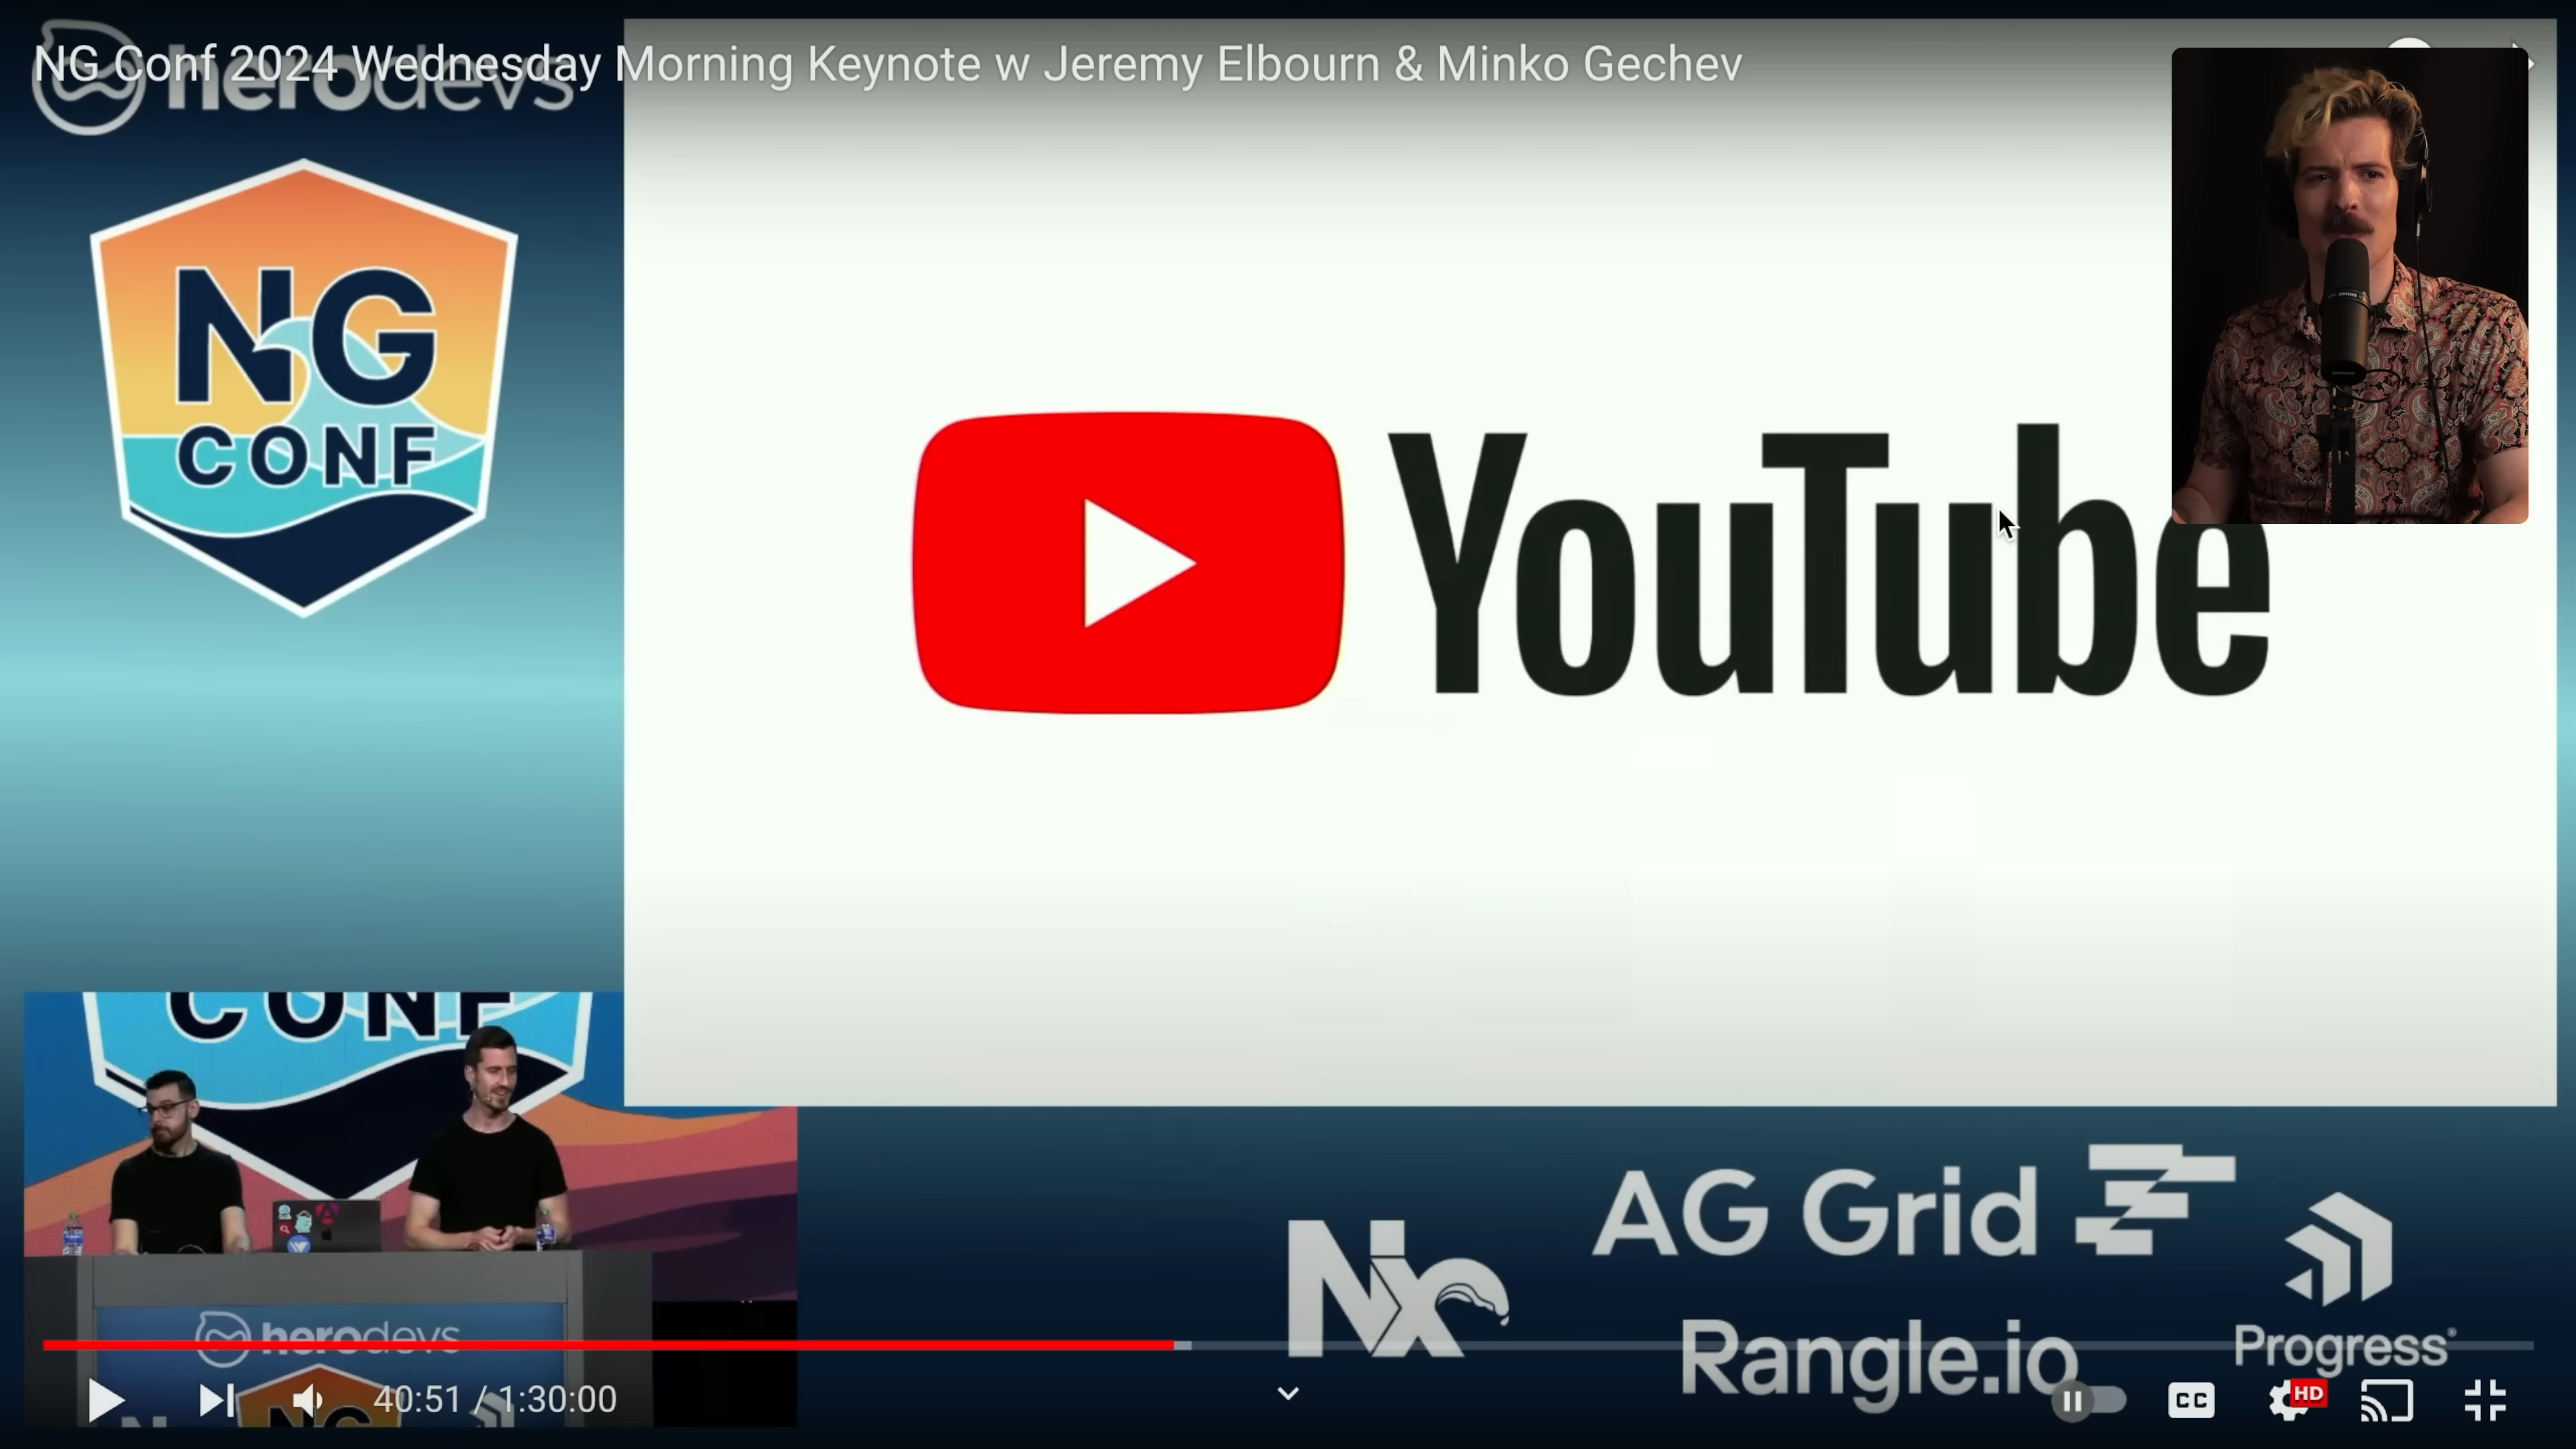 NG Conf 2024 Wednesday Morning Keynote w Jeremy Elbourn & Minko Gechev
herodevs
NG
CONF
YouTube
CONF
herodevs
NG
Nx
AG Grid
Rangle.io
Progress
40:51 / 1:30:00
CC
HD